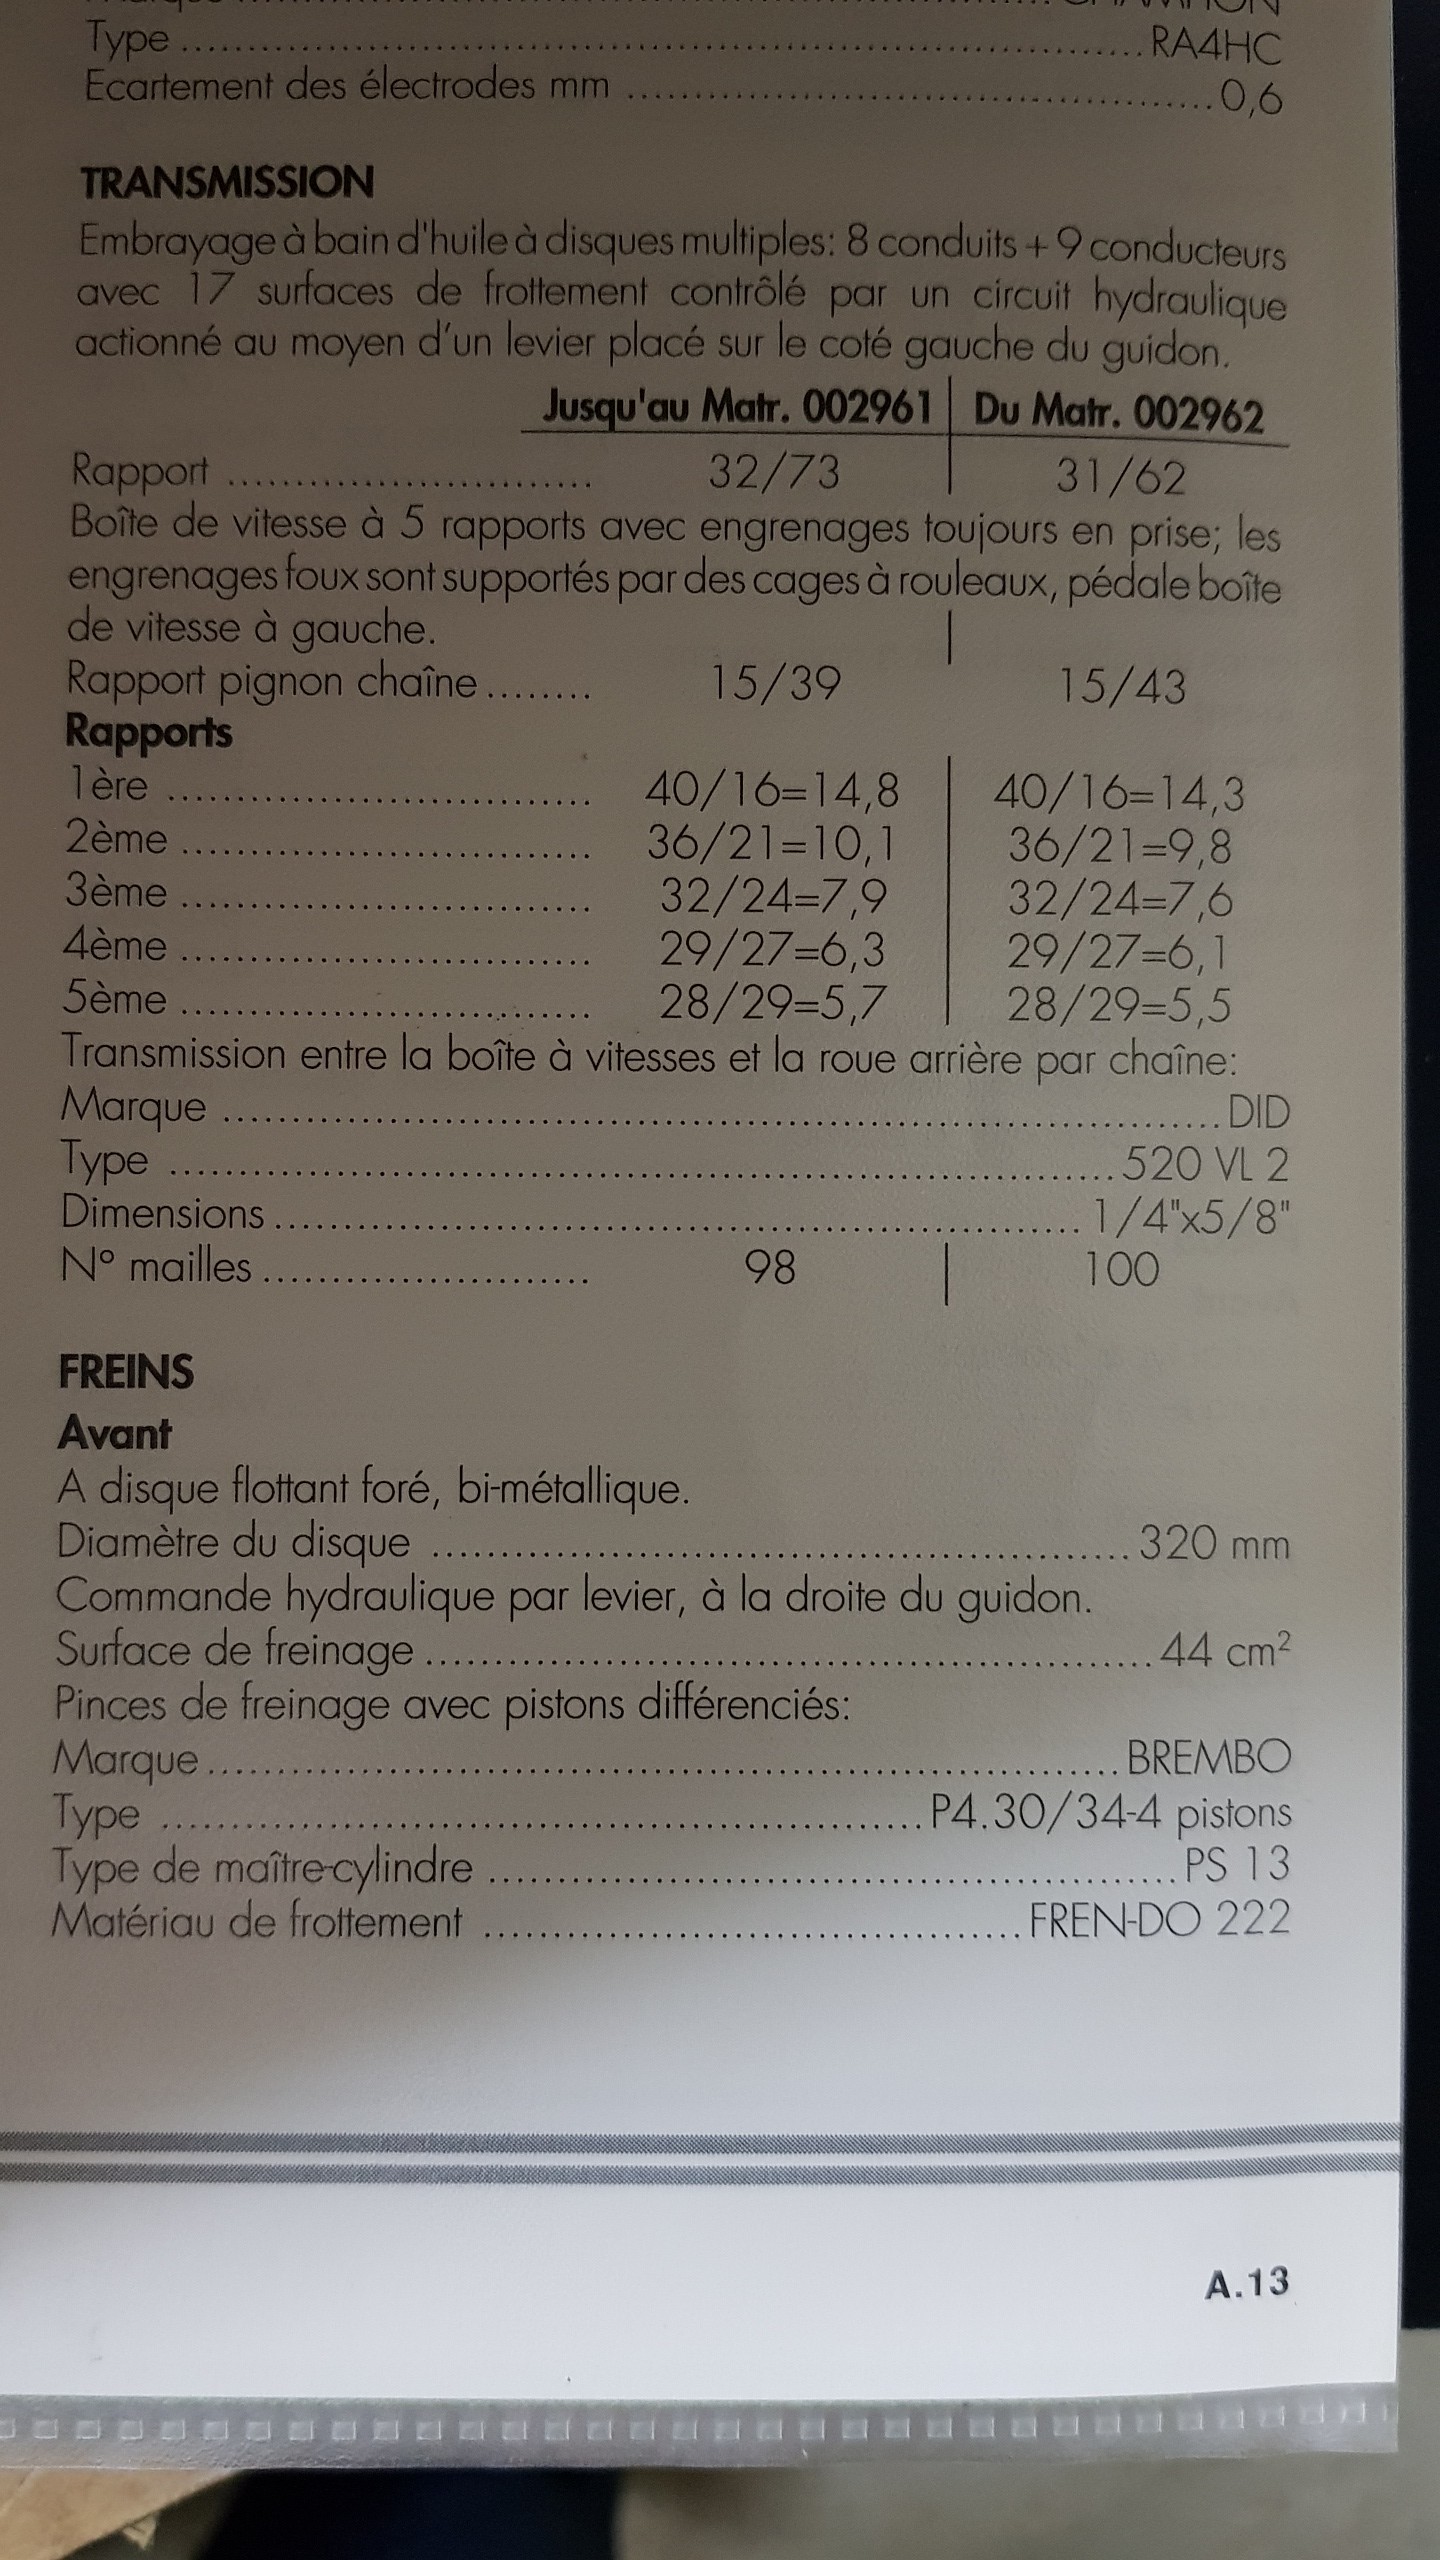 Type ........ RA4HC
Ecartement des électrodes mm ........ 0,6
TRANSMISSION
Embrayage à bain d'huile à disques multiples: 8 conduits + 9 conducteurs
avec 17 surfaces de frottement contrôlé par un circuit hydraulique
actionné au moyen d'un levier placé sur le coté gauche du guidon.
Jusqu'au Matr. 002961 | Du Matr. 002962
Rapport ........ 32/73 | 31/62
Boîte de vitesse à 5 rapports avec engrenages toujours en prise; les
engrenages foux sont supportés par des cages à rouleaux, pédale boîte
de vitesse à gauche.
Rapport pignon chaîne ........ 15/39 15/43
Rapports
1ère ........ 40/16=14,8 | 40/16=14,3
2ème ........ 36/21=10,1 | 36/21=9,8
3ème ........ 32/24=7,9 | 32/24=7,6
4ème ........ 29/27=6,3 | 29/27=6,1
5ème ........ 28/29=5,7 | 28/29=5,5
Transmission entre la boîte à vitesses et la roue arrière par chaîne:
Marque ........ DID
Type ........ 520 VL 2
Dimensions ........ 1/4"x5/8"
N° mailles ........ 98 | 100
FREINS
Avant
A disque flottant foré, bi-métallique.
Diamètre du disque ........ 320 mm
Commande hydraulique par levier, à la droite du guidon.
Surface de freinage ........ 44 cm²
Pinces de freinage avec pistons différenciés:
Marque ........ BREMBO
Type ........ P4.30/34-4 pistons
Type de maître-cylindre ........ PS 13
Matériau de frottement ........ FREN-DO 222
A.13